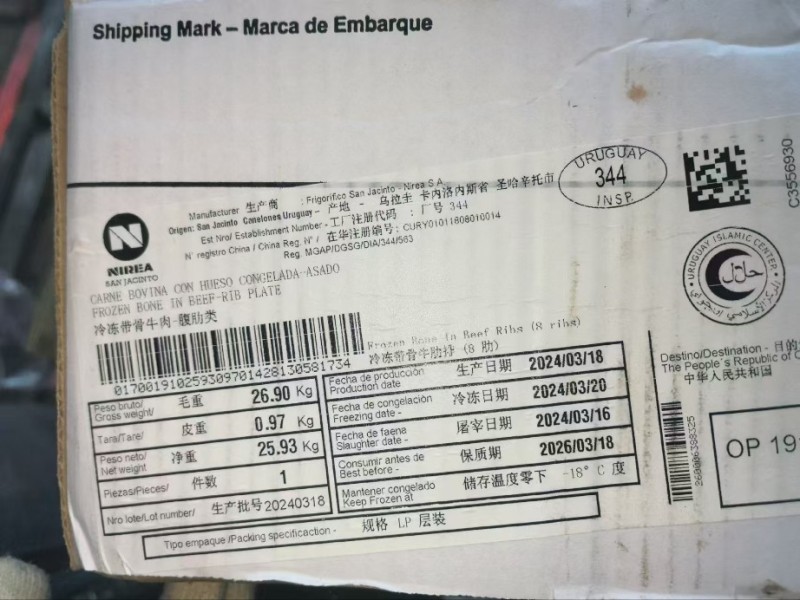 Shipping Mark – Marca de Embarque
Manufacturer 生产商 : Frigorífico San Jacinto - Nirea S.A
Origen: San Jacinto Canelones Uruguay - 产地 - 乌拉圭 卡内洛内斯省 圣哈辛托市
Est Nro/ Establishment Number - 工厂注册代码 : 厂号 344
N° registro China / China Reg. N° / 在华注册编号: CURY01011808010014
Reg. MGAP/DGSG/DIA/344/563
URUGUAY
344
INSP.
C3556930
NIREA
SAN JACINTO
URUGUAY ISLAMIC CENTER
حلال
CARNE BOVINA CON HUESO CONGELADA-ASADO
FROZEN BONE IN BEEF-RIB PLATE
冷冻带骨牛肉-腹肋类
Frozen Bone in Beef Ribs (8 ribs)
冷冻带骨牛肋排 (8 肋)
01700191025930970142813058 1734
Peso bruto/ Gross weight/ 毛重 26.90 Kg
Tara/Tare/ 皮重 0.97 Kg
Peso neto/ Net weight 净重 25.93 Kg
Piezas/Pieces/ 件数 1
Nro lote/Lot number/ 生产批号 20240318
Fecha de producción Production date 生产日期 2024/03/18
Fecha de congelación Freezing date - 冷冻日期 2024/03/20
Fecha de faena Slaughter date - 屠宰日期 2024/03/16
Consumir antes de Best before - 保质期 2026/03/18
Mantener congelado Keep Frozen at 储存温度零下 -18° C 度
Tipo empaque /Packing specificaction - 规格 LP 层装
Destino/Destination - 目的
The People's Republic of C
中华人民共和国
260006388325
OP 19